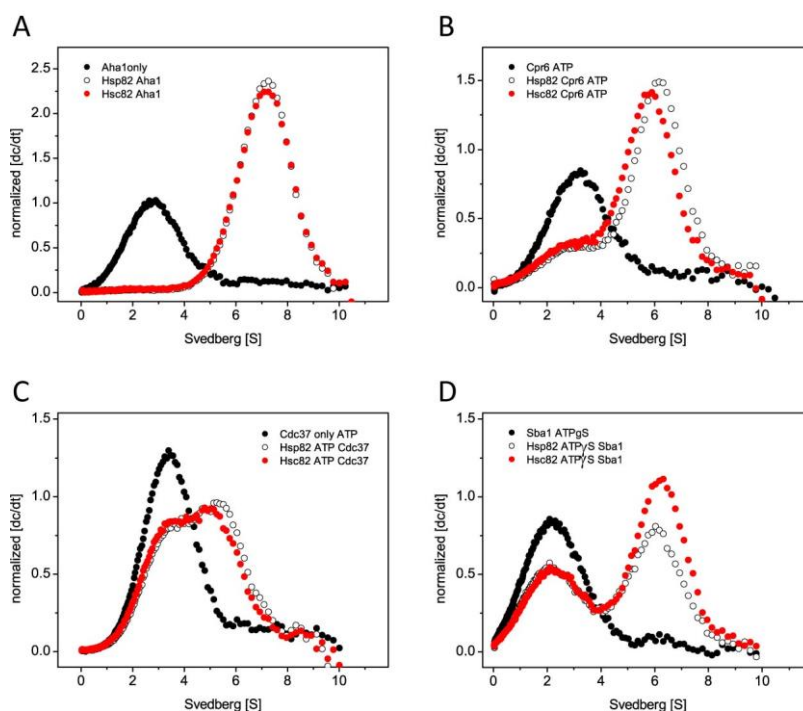 A
Aha1only
Hsp82 Aha1
Hsc82 Aha1
normalized [dc/dt]
2.5
2.0
1.5
1.0
0.5
0.0
0 2 4 6 8 10
Svedberg [S]
B
Cpr6 ATP
Hsp82 Cpr6 ATP
Hsc82 Cpr6 ATP
normalized [dc/dt]
1.5
1.0
0.5
0.0
0 2 4 6 8 10
Svedberg [S]
C
Cdc37 only ATP
Hsp82 ATP Cdc37
Hsc82 ATP Cdc37
normalized [dc/dt]
1.5
1.0
0.5
0.0
0 2 4 6 8 10
Svedberg [S]
D
Sba1 ATPgS
Hsp82 ATPγS Sba1
Hsc82 ATPγS Sba1
normalized [dc/dt]
1.5
1.0
0.5
0.0
0 2 4 6 8 10
Svedberg [S]